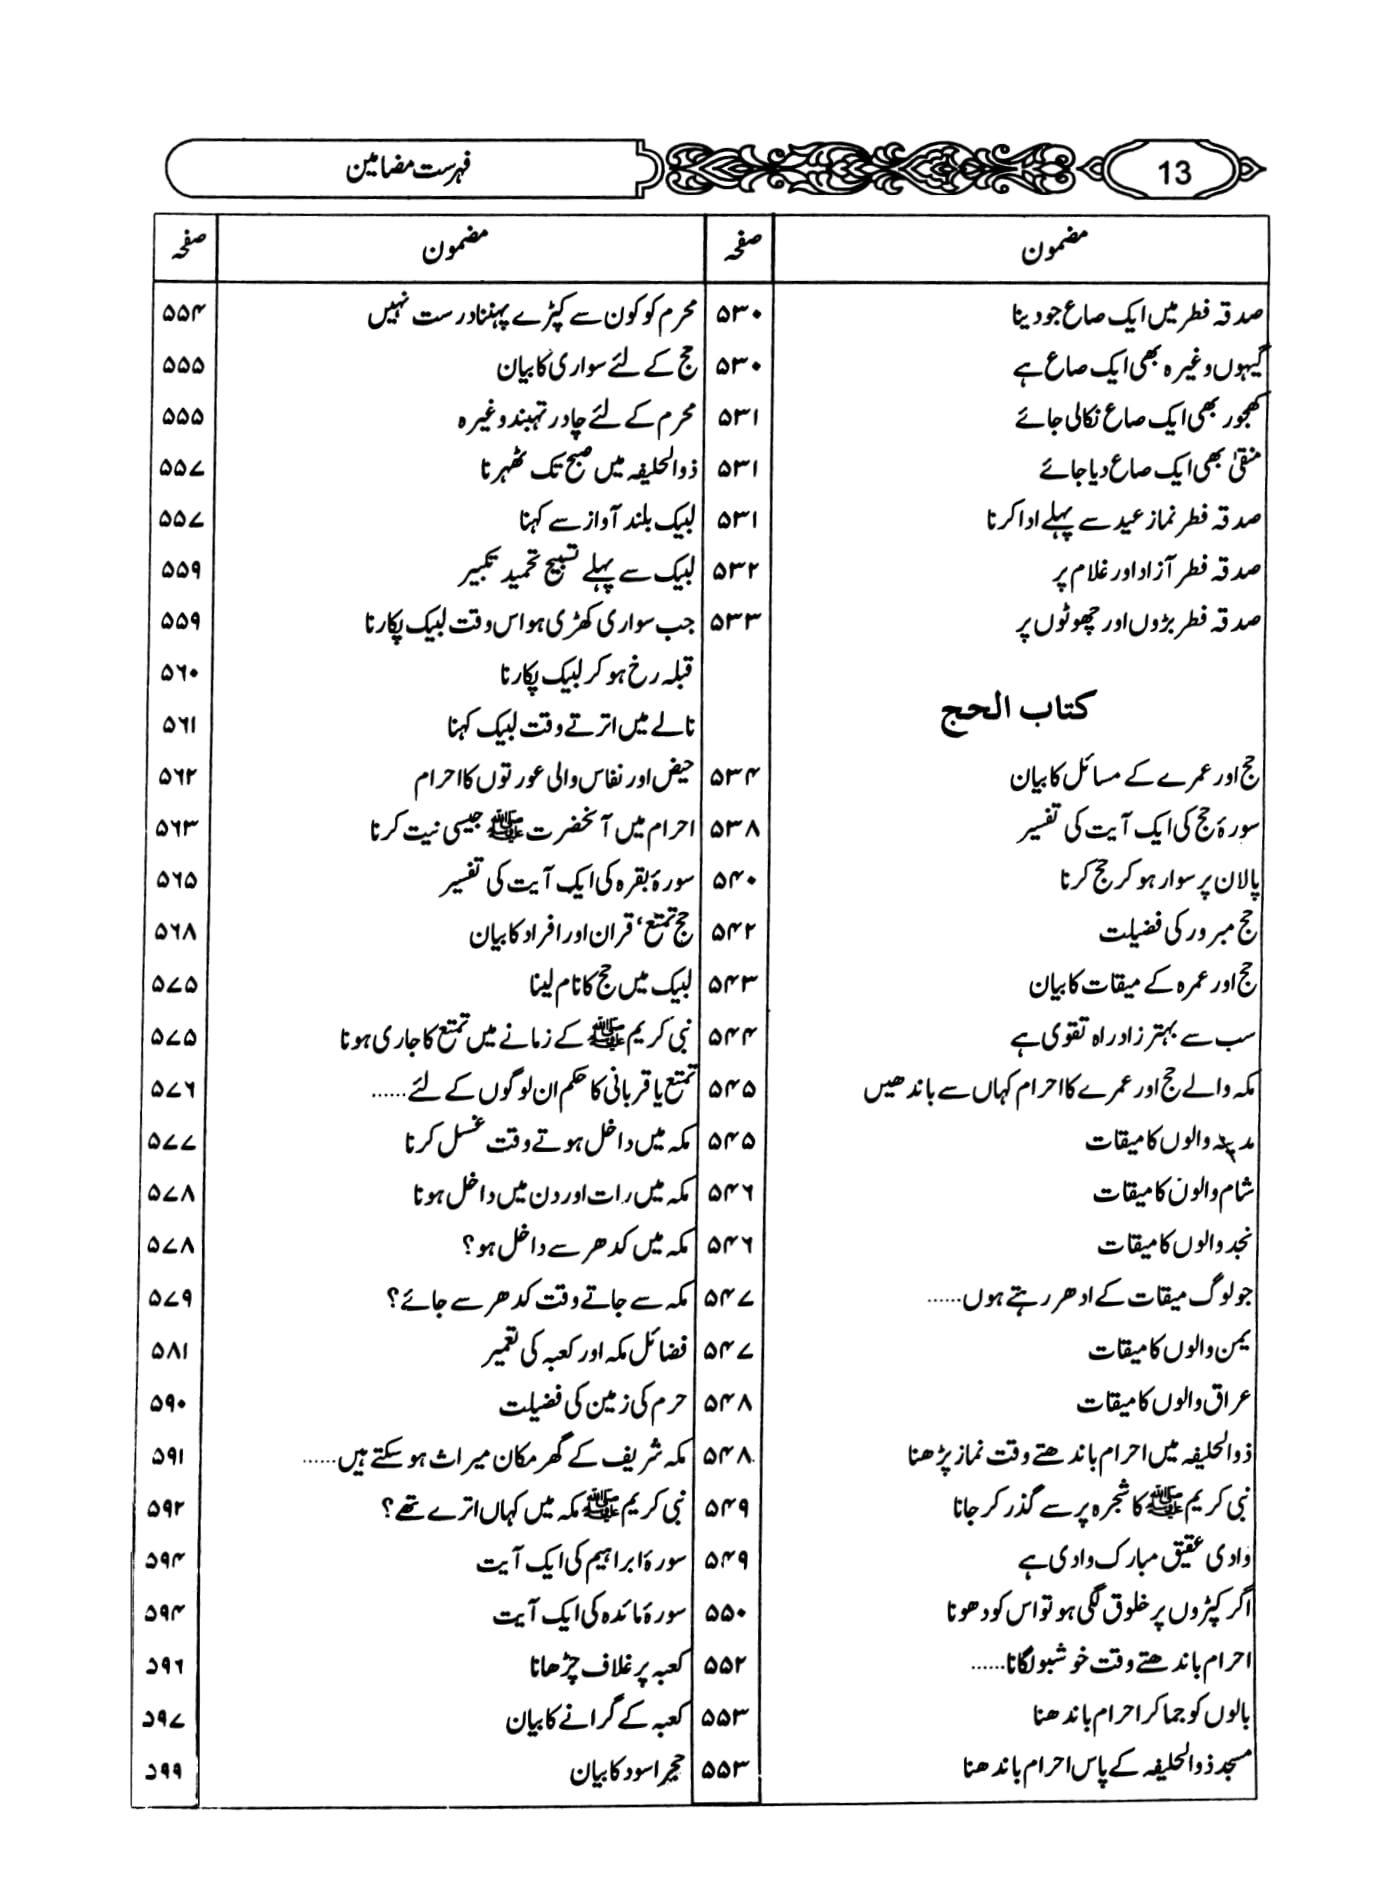 13
فہرست مضامین
مضمون صفحہ
صدقہ فطر میں ایک صاع جو دینا ۵۳۰
گیہوں وغیرہ بھی ایک صاع ہے ۵۳۰
کھجور بھی ایک صاع نکالی جائے ۵۳۱
منقیٰ بھی ایک صاع دیا جائے ۵۳۱
صدقہ فطر نماز عید سے پہلے ادا کرنا ۵۳۱
صدقہ فطر آزاد اور غلام پر ۵۳۲
صدقہ فطر بڑوں اور چھوٹوں پر ۵۳۳
كتاب الحج
حج اور عمرے کے مسائل کا بیان ۵۳۴
سورۂ حج کی ایک آیت کی تفسیر ۵۳۸
پالان پر سوار ہو کر حج کرنا ۵۴۰
حج مبرور کی فضیلت ۵۴۲
حج اور عمرہ کے میقات کا بیان ۵۴۳
سب سے بہتر زاد راہ تقویٰ ہے ۵۴۴
مکہ والے حج اور عمرے کا احرام کہاں سے باندھیں ۵۴۵
مدینہ والوں کا میقات ۵۴۵
شام والوں کا میقات ۵۴۶
نجد والوں کا میقات ۵۴۶
جو لوگ میقات کے ادھر رہتے ہوں...... ۵۴۷
یمن والوں کا میقات ۵۴۷
عراق والوں کا میقات ۵۴۸
ذوالحلیفہ میں احرام باندھتے وقت نماز پڑھنا ۵۴۸
نبی کریم ﷺ کا شجرہ پر سے گذر کر جانا ۵۴۹
وادی عقیق مبارک وادی ہے ۵۴۹
اگر کپڑوں پر خلوق لگی ہو تو اس کو دھونا ۵۵۰
احرام باندھتے وقت خوشبو لگانا...... ۵۵۲
بالوں کو جما کر احرام باندھنا ۵۵۳
مسجد ذوالحلیفہ کے پاس احرام باندھنا ۵۵۳
مضمون صفحہ
محرم کو کون سے کپڑے پہننا درست نہیں ۵۵۴
حج کے لئے سواری کا بیان ۵۵۵
محرم کے لئے چادر تہبند وغیرہ ۵۵۵
ذوالحلیفہ میں صبح تک ٹھہرنا ۵۵۷
لبیک بلند آواز سے کہنا ۵۵۷
لبیک سے پہلے تسبیح تحمید تکبیر ۵۵۹
جب سواری کھڑی ہو اس وقت لبیک پکارنا ۵۵۹
قبلہ رخ ہو کر لبیک پکارنا ۵۶۰
نالے میں اترتے وقت لبیک کہنا ۵۶۱
حیض اور نفاس والی عورتوں کا احرام ۵۶۲
احرام میں آنحضرت ﷺ جیسی نیت کرنا ۵۶۳
سورۂ بقرہ کی ایک آیت کی تفسیر ۵۶۵
حج تمتع، قران اور افراد کا بیان ۵۶۸
لبیک میں حج کا نام لینا ۵۷۵
نبی کریم ﷺ کے زمانے میں تمتع کا جاری ہونا ۵۷۵
تمتع یا قربانی کا حکم ان لوگوں کے لئے...... ۵۷۶
مکہ میں داخل ہوتے وقت غسل کرنا ۵۷۷
مکہ میں رات اور دن میں داخل ہونا ۵۷۸
مکہ میں کدھر سے داخل ہو؟ ۵۷۸
مکہ سے جاتے وقت کدھر سے جائے؟ ۵۷۹
فضائل مکہ اور کعبہ کی تعمیر ۵۸۱
حرم کی زمین کی فضیلت ۵۹۰
مکہ شریف کے گھر مکان میراث ہو سکتے ہیں...... ۵۹۱
نبی کریم ﷺ مکہ میں کہاں اترے تھے؟ ۵۹۲
سورۂ ابراہیم کی ایک آیت ۵۹۴
سورۂ مائدہ کی ایک آیت ۵۹۴
کعبہ پر غلاف چڑھانا ۵۹۶
کعبہ کے گرانے کا بیان ۵۹۷
حجر اسود کا بیان ۵۹۹